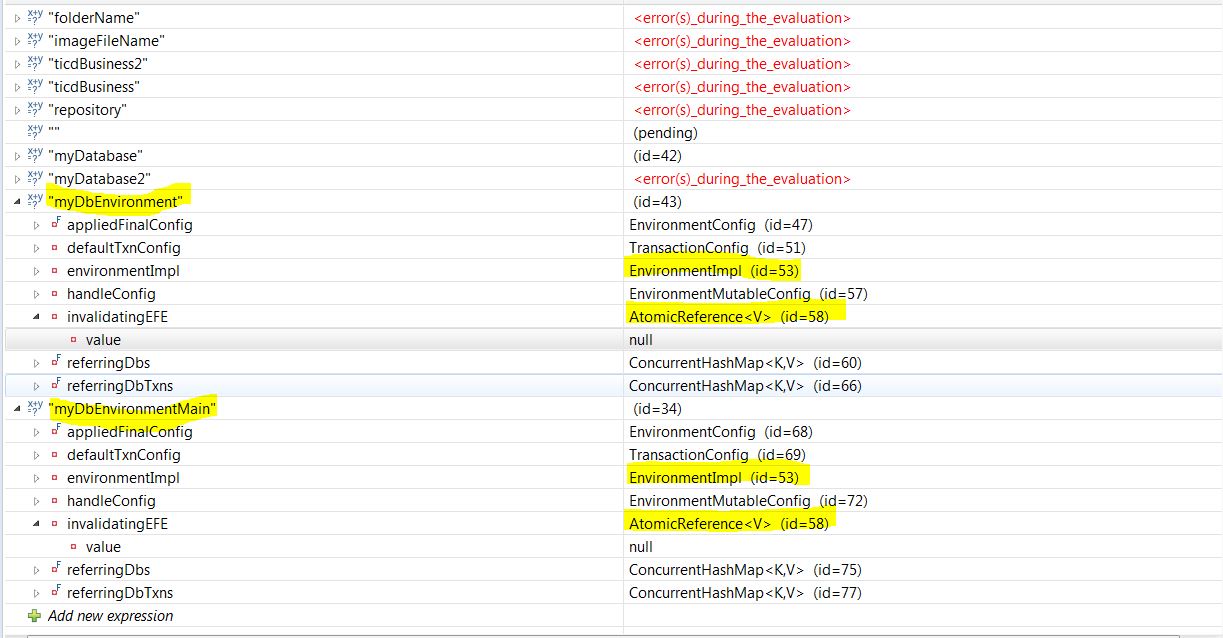 "folderName" <error(s)_during_the_evaluation>
"imageFileName" <error(s)_during_the_evaluation>
"ticdBusiness2" <error(s)_during_the_evaluation>
"ticdBusiness" <error(s)_during_the_evaluation>
"repository" <error(s)_during_the_evaluation>
"" (pending)
"myDatabase" (id=42)
"myDatabase2" <error(s)_during_the_evaluation>
"myDbEnvironment" (id=43)
appliedFinalConfig EnvironmentConfig (id=47)
defaultTxnConfig TransactionConfig (id=51)
environmentImpl EnvironmentImpl (id=53)
handleConfig EnvironmentMutableConfig (id=57)
invalidatingEFE AtomicReference<V> (id=58)
value null
referringDbs ConcurrentHashMap<K,V> (id=60)
referringDbTxns ConcurrentHashMap<K,V> (id=66)
"myDbEnvironmentMain" (id=34)
appliedFinalConfig EnvironmentConfig (id=68)
defaultTxnConfig TransactionConfig (id=69)
environmentImpl EnvironmentImpl (id=53)
handleConfig EnvironmentMutableConfig (id=72)
invalidatingEFE AtomicReference<V> (id=58)
value null
referringDbs ConcurrentHashMap<K,V> (id=75)
referringDbTxns ConcurrentHashMap<K,V> (id=77)
Add new expression